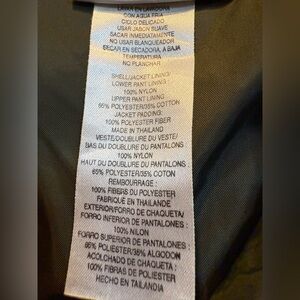 LAVAR EN LAVADORA
CON AGUA FRIA
CICLO DELICADO
USAR JABON SUAVE
SACAR INMEDIATAMENTE
NO USAR BLANQUEADOR
SECAR EN SECADORA, A BAJA
TEMPERATURA
NO PLANCHAR
SHELL/JACKET LINING/
LOWER PANT LINING:
100% NYLON
UPPER PANT LINING:
65% POLYESTER/35% COTTON
JACKET PADDING:
100% POLYESTER FIBER
MADE IN THAILAND
VESTE/DOUBLURE DU VESTE/
BAS DU DOUBLURE DU PANTALONS:
100% NYLON
HAUT DU DOUBLURE DU PANTALONS:
65% POLYESTER/35% COTON
REMBOURRAGE:
100% FIBRES DU POLYESTER
FABRIQUÉ EN THAILANDE
EXTERIOR/FORRO DE CHAQUETA/
FORRO INFERIOR DE PANTALONES:
100% NILON
FORRO SUPERIOR DE PANTALONES:
65% POLIESTER/35% ALGODON
ACOLCHADO DE CHAQUETA:
100% FIBRAS DE POLIESTER
HECHO EN TAILANDIA